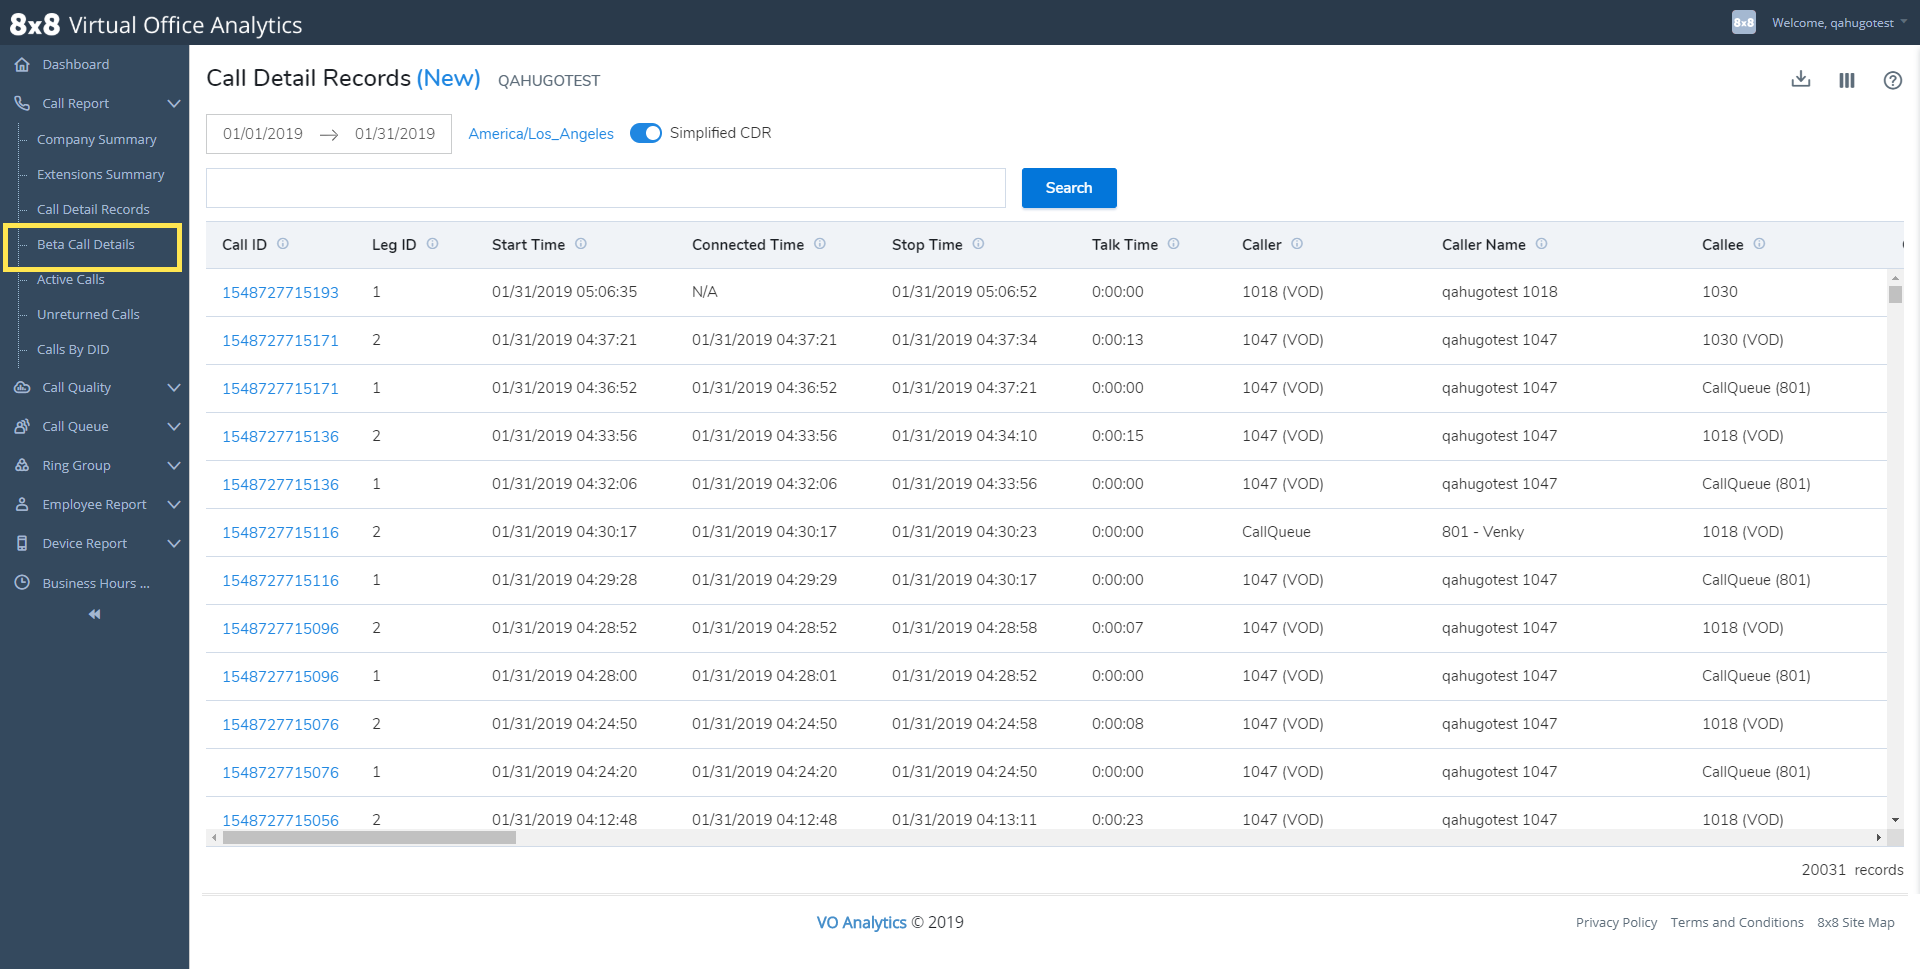 8x8 Virtual Office Analytics
8x8 Welcome, qahugotest
Dashboard
Call Report
Company Summary
Extensions Summary
Call Detail Records
Beta Call Details
Active Calls
Unreturned Calls
Calls By DID
Call Quality
Call Queue
Ring Group
Employee Report
Device Report
Business Hours ...
Call Detail Records (New) QAHUGOTEST
01/01/2019 → 01/31/2019 America/Los_Angeles Simplified CDR
Search
Call ID Leg ID Start Time Connected Time Stop Time Talk Time Caller Caller Name Callee
1548727715193 1 01/31/2019 05:06:35 N/A 01/31/2019 05:06:52 0:00:00 1018 (VOD) qahugotest 1018 1030
1548727715171 2 01/31/2019 04:37:21 01/31/2019 04:37:21 01/31/2019 04:37:34 0:00:13 1047 (VOD) qahugotest 1047 1030 (VOD)
1548727715171 1 01/31/2019 04:36:52 01/31/2019 04:36:52 01/31/2019 04:37:21 0:00:00 1047 (VOD) qahugotest 1047 CallQueue (801)
1548727715136 2 01/31/2019 04:33:56 01/31/2019 04:33:56 01/31/2019 04:34:10 0:00:15 1047 (VOD) qahugotest 1047 1018 (VOD)
1548727715136 1 01/31/2019 04:32:06 01/31/2019 04:32:06 01/31/2019 04:33:56 0:00:00 1047 (VOD) qahugotest 1047 CallQueue (801)
1548727715116 2 01/31/2019 04:30:17 01/31/2019 04:30:17 01/31/2019 04:30:23 0:00:00 CallQueue 801 - Venky 1018 (VOD)
1548727715116 1 01/31/2019 04:29:28 01/31/2019 04:29:29 01/31/2019 04:30:17 0:00:00 1047 (VOD) qahugotest 1047 CallQueue (801)
1548727715096 2 01/31/2019 04:28:52 01/31/2019 04:28:52 01/31/2019 04:28:58 0:00:07 1047 (VOD) qahugotest 1047 1018 (VOD)
1548727715096 1 01/31/2019 04:28:00 01/31/2019 04:28:01 01/31/2019 04:28:52 0:00:00 1047 (VOD) qahugotest 1047 CallQueue (801)
1548727715076 2 01/31/2019 04:24:50 01/31/2019 04:24:50 01/31/2019 04:24:58 0:00:08 1047 (VOD) qahugotest 1047 1018 (VOD)
1548727715076 1 01/31/2019 04:24:20 01/31/2019 04:24:20 01/31/2019 04:24:50 0:00:00 1047 (VOD) qahugotest 1047 CallQueue (801)
1548727715056 2 01/31/2019 04:12:48 01/31/2019 04:12:48 01/31/2019 04:13:11 0:00:23 1047 (VOD) qahugotest 1047 1018 (VOD)
20031 records
VO Analytics © 2019
Privacy Policy Terms and Conditions 8x8 Site Map